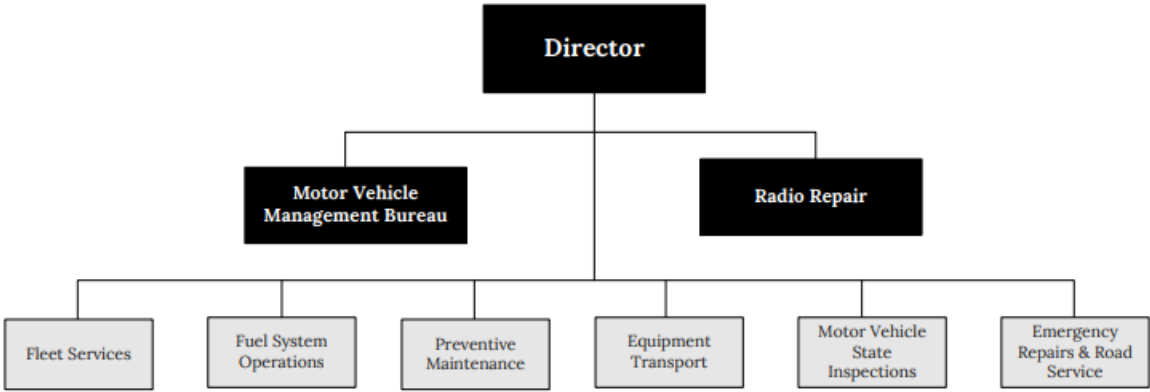 Director
Motor Vehicle
Management Bureau
Radio Repair
Fleet Services
Fuel System
Operations
Preventive
Maintenance
Equipment
Transport
Motor Vehicle
State
Inspections
Emergency
Repairs & Road
Service